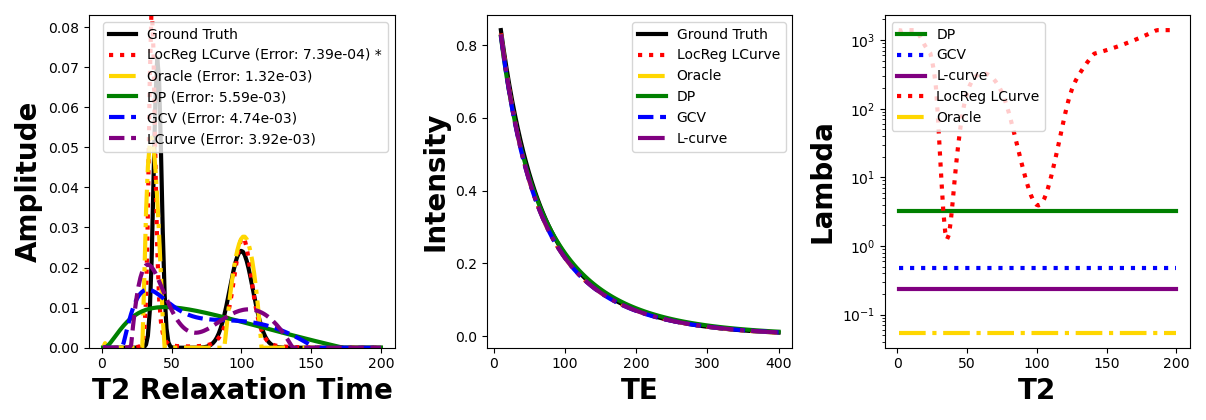 0.08
0.07
0.06
0.05
0.04
0.03
0.02
0.01
0.00
Amplitude
Ground Truth
LocReg LCurve (Error: 7.39e-04) *
Oracle (Error: 1.32e-03)
DP (Error: 5.59e-03)
GCV (Error: 4.74e-03)
LCurve (Error: 3.92e-03)
0 50 100 150 200
T2 Relaxation Time
0.8
0.6
0.4
0.2
0.0
Intensity
Ground Truth
LocReg LCurve
Oracle
DP
GCV
L-curve
0 100 200 300 400
TE
10³
10²
10¹
10⁰
10⁻¹
Lambda
DP
GCV
L-curve
LocReg LCurve
Oracle
0 50 100 150 200
T2